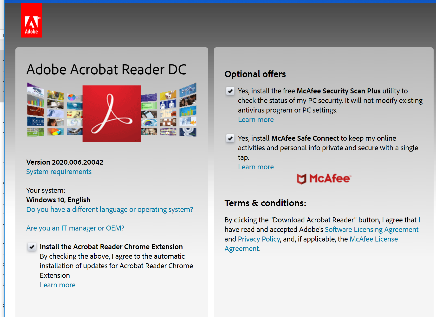 Adobe
Adobe Acrobat Reader DC
Version 2020.006.20042
System requirements
Your system:
Windows 10, English
Do you have a different language or operating system?
Are you an IT manager or OEM?
Install the Acrobat Reader Chrome Extension
By checking the above, I agree to the automatic
installation of updates for Acrobat Reader Chrome
Extension
Learn more
Optional offers
Yes, install the free McAfee Security Scan Plus utility to
check the status of my PC security. It will not modify existing
antivirus program or PC settings.
Learn more
Yes, install McAfee Safe Connect to keep my online
activities and personal info private and secure with a single
tap.
Learn more
McAfee
Terms & conditions:
By clicking the "Download Acrobat Reader" button, I agree that I
have read and accepted Adobe's Software Licensing Agreement
and Privacy Policy, and, if applicable, the McAfee License
Agreement.